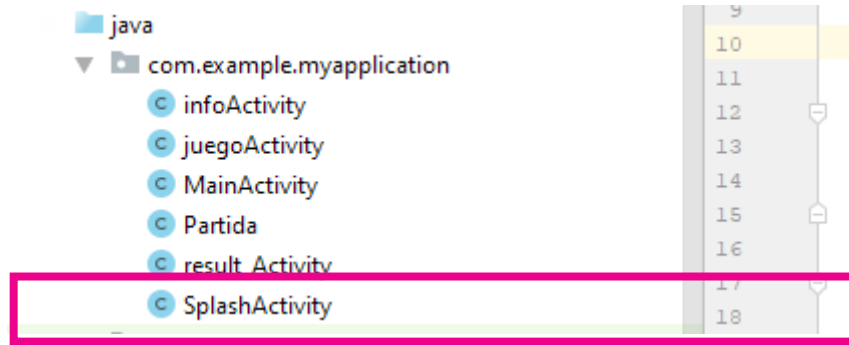 java
com.example.myapplication
C infoActivity
C juegoActivity
C MainActivity
C Partida
C result_Activity
C SplashActivity
9
10
11
12
13
14
15
16
17
18